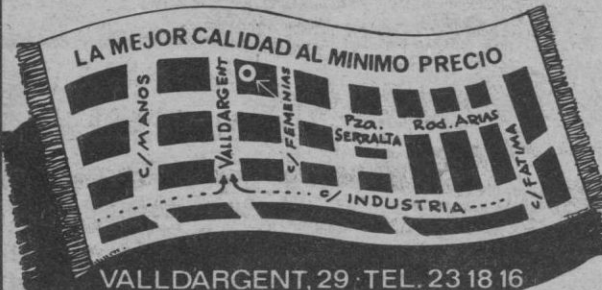 LA MEJOR CALIDAD AL MINIMO PRECIO
C/MANOS
VALLDARGENT
C/FEMENIAS
Pza. SERRALTA
Rod. ARIAS
C/FATIMA
C/ INDUSTRIA
VALLDARGENT, 29 · TEL. 23 18 16